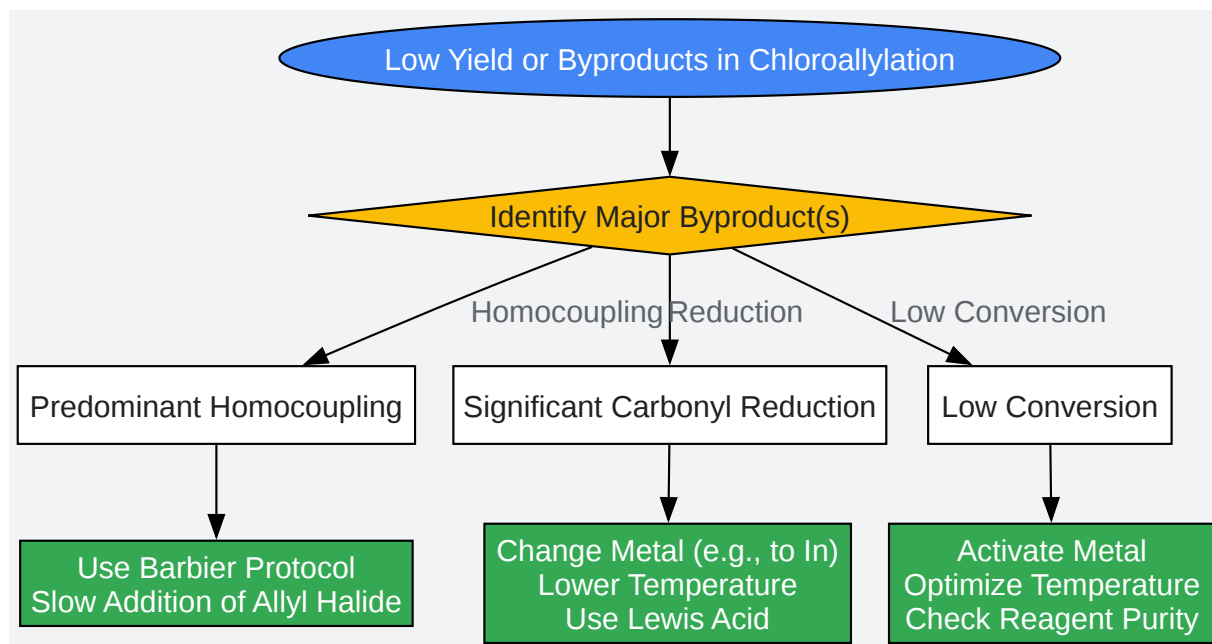 Low Yield or Byproducts in Chloroallylation
Identify Major Byproduct(s)
Homocoupling
Reduction
Low Conversion
Predominant Homocoupling
Significant Carbonyl Reduction
Low Conversion
Use Barbier Protocol
Slow Addition of Allyl Halide
Change Metal (e.g., to In)
Lower Temperature
Use Lewis Acid
Activate Metal
Optimize Temperature
Check Reagent Purity